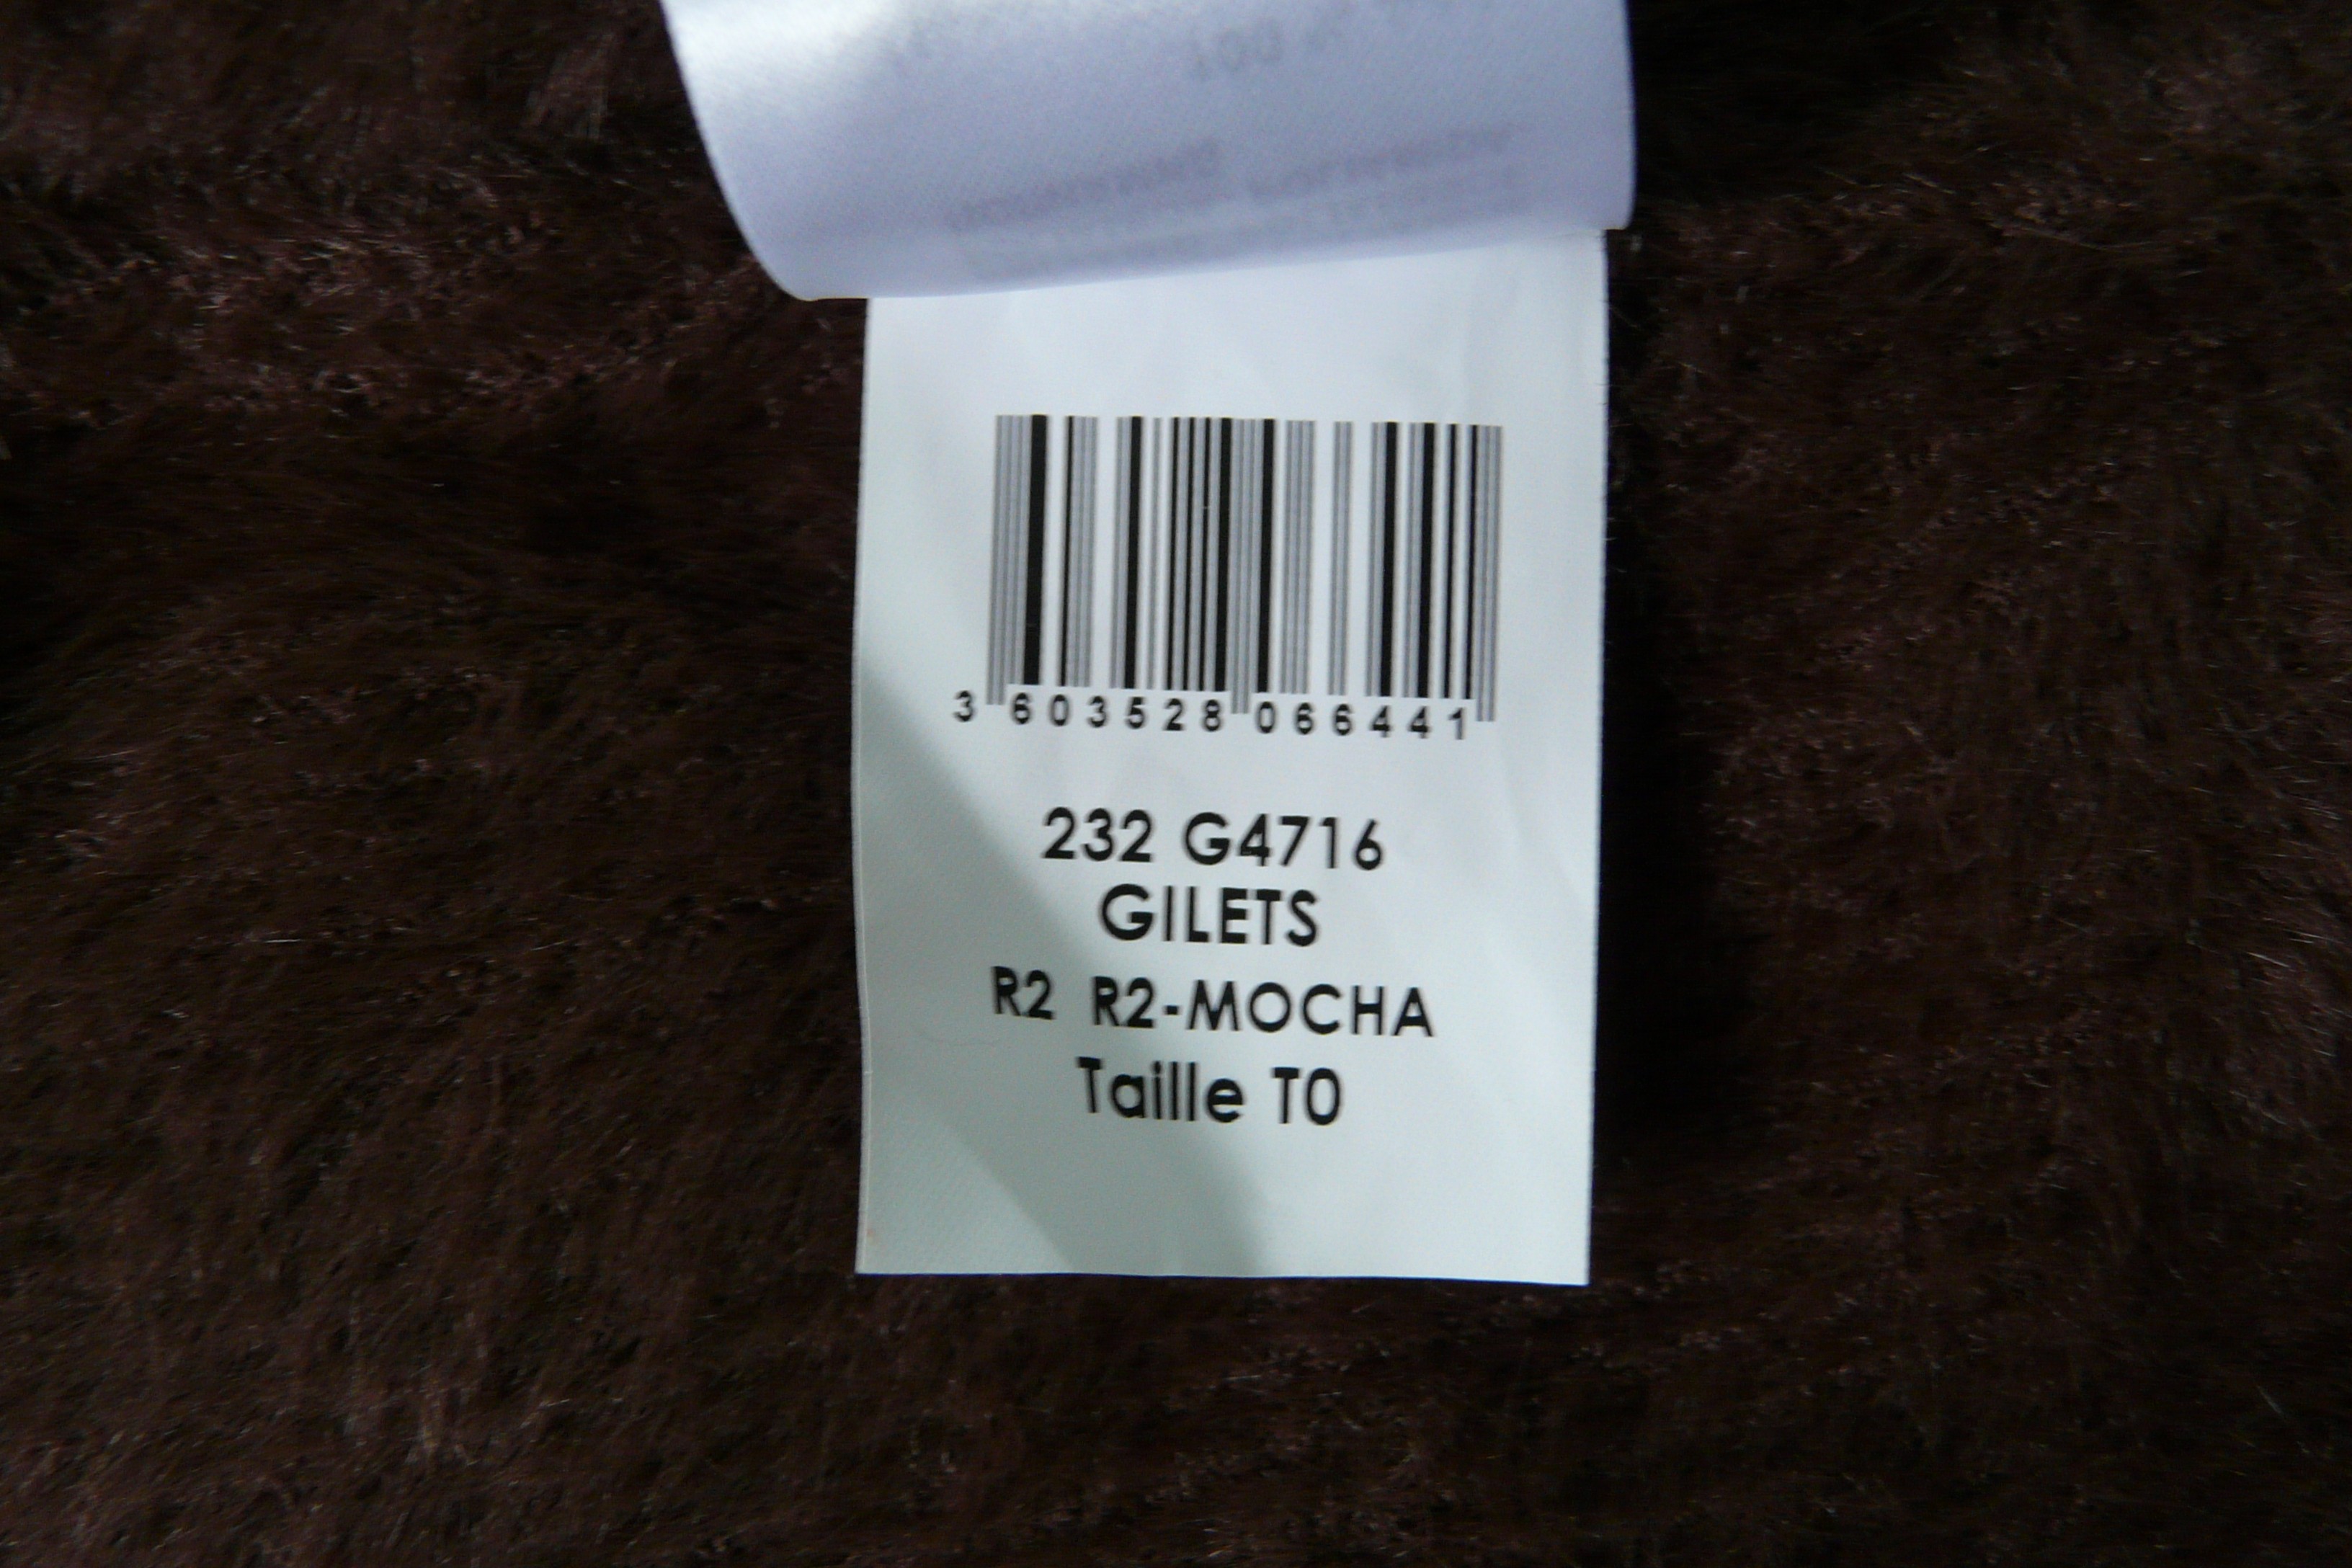 3 603528 066441
232 G4716
GILETS
R2 R2-MOCHA
Taille T0